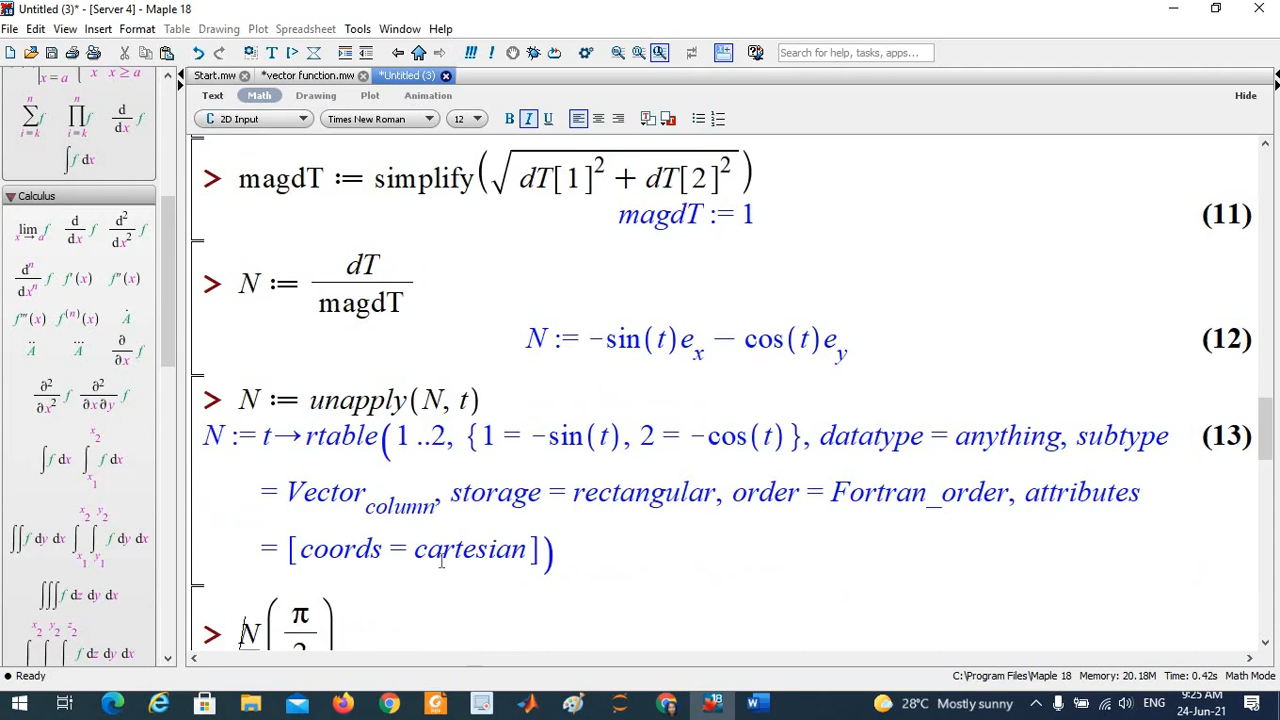 Untitled (3)* - [Server 4] - Maple 18
File Edit View Insert Format Table Drawing Plot Spreadsheet Tools Window Help
Search for help, tasks, apps...
Start.mw *vector function.mw *Untitled (3)
Text Math Drawing Plot Animation Hide
2D Input Times New Roman 12 B I U
Calculus
> magdT := simplify(√(dT[1]² + dT[2]²))
magdT := 1 (11)
> N := dT / magdT
N := −sin(t) e_x − cos(t) e_y (12)
> N := unapply(N, t)
N := t→rtable(1 ..2, {1 = −sin(t), 2 = −cos(t)}, datatype = anything, subtype (13)
= Vector_column, storage = rectangular, order = Fortran_order, attributes
= [coords = cartesian])
> N(π/2)
Ready C:\Program Files\Maple 18 Memory: 20.18M Time: 0.42s Math Mode
28°C Mostly sunny ENG 9:25 AM
24-Jun-21